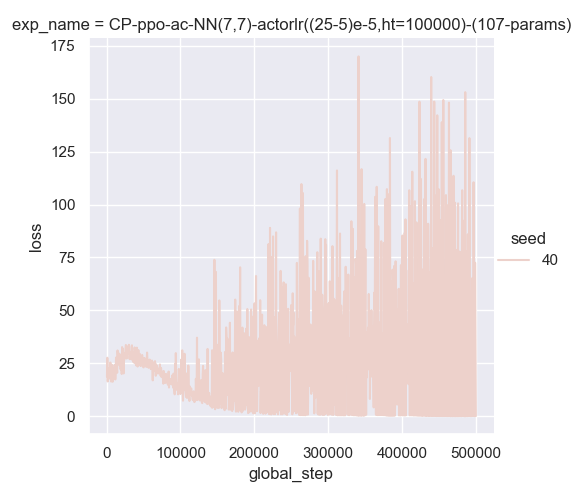 exp_name = CP-ppo-ac-NN(7,7)-actorlr((25-5)e-5,ht=100000)-(107-params)
175
150
125
100
75
50
25
0
loss
0 100000 200000 300000 400000 500000
global_step
seed
40